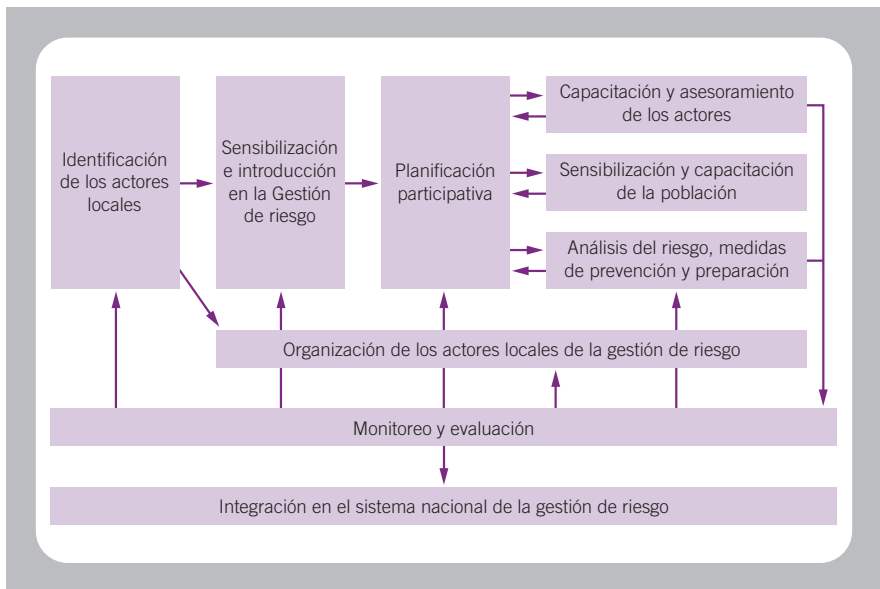 Identificación
de los actores
locales
Sensibilización
e introducción
en la Gestión
de riesgo
Planificación
participativa
Capacitación y asesoramiento
de los actores
Sensibilización y capacitación
de la población
Análisis del riesgo, medidas
de prevención y preparación
Organización de los actores locales de la gestión de riesgo
Monitoreo y evaluación
Integración en el sistema nacional de la gestión de riesgo